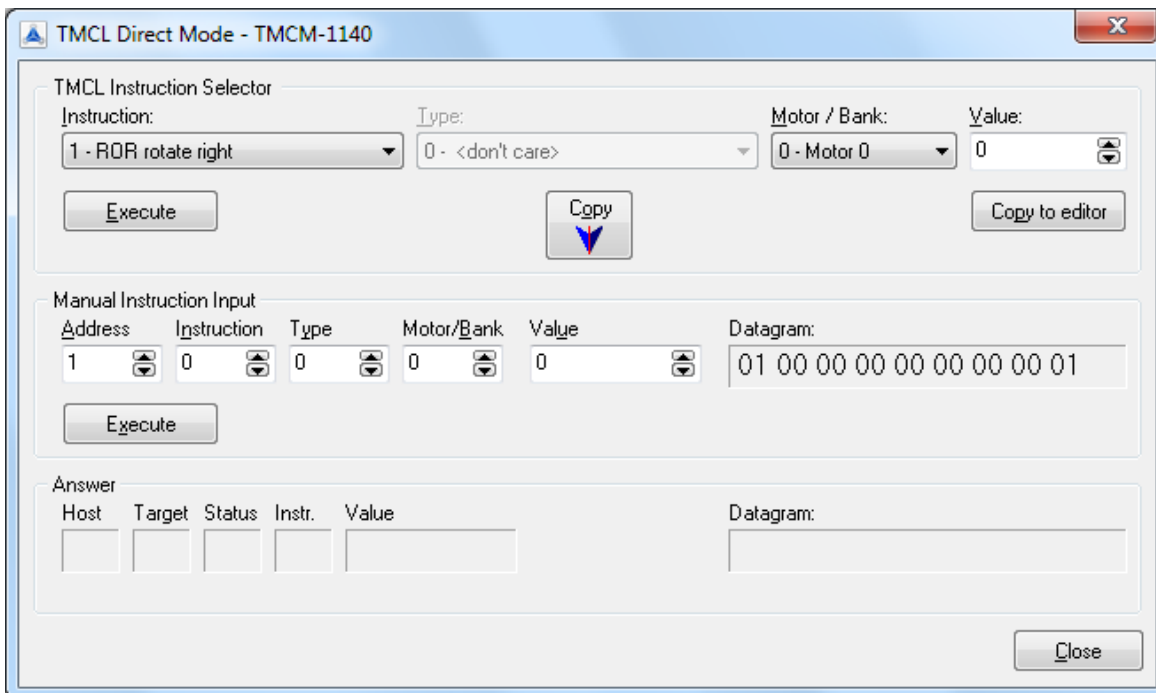 TMCL Direct Mode - TMCM-1140
TMCL Instruction Selector
Instruction: Type: Motor / Bank: Value:
1 - ROR rotate right 0 - <don't care> 0 - Motor 0 0
Execute Copy Copy to editor
Manual Instruction Input
Address Instruction Type Motor/Bank Value Datagram:
1 0 0 0 0 01 00 00 00 00 00 00 00 01
Execute
Answer
Host Target Status Instr. Value Datagram:
Close